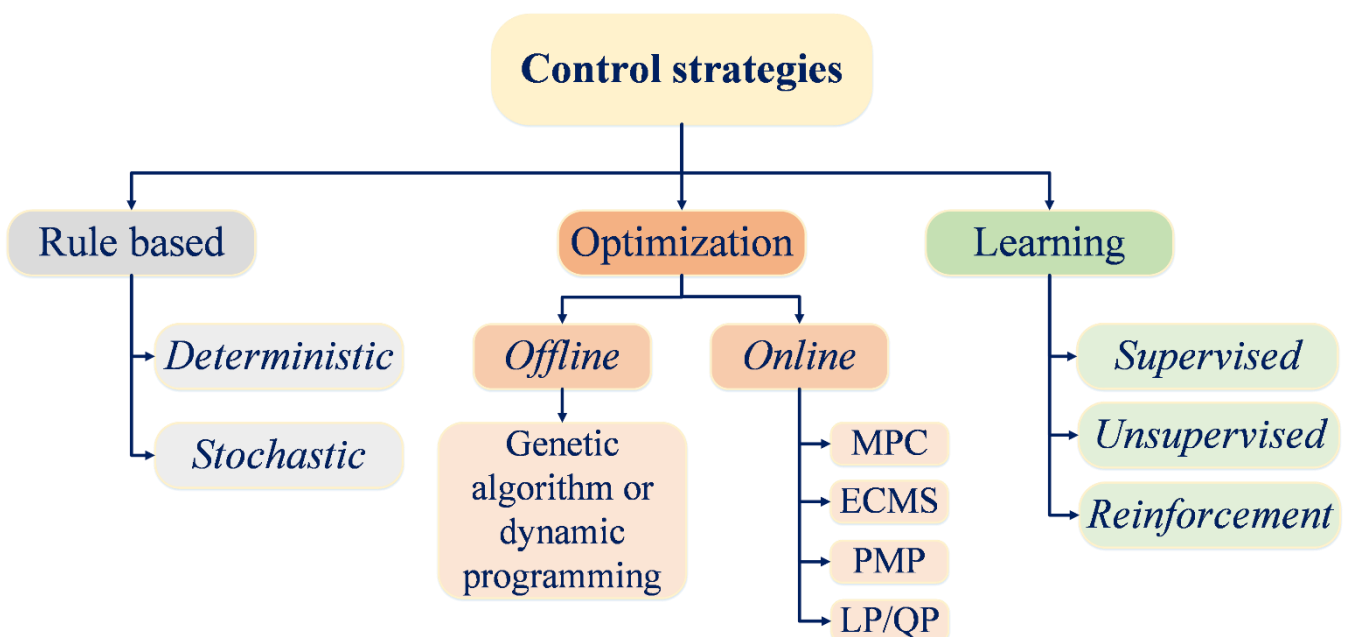 Control strategies
Rule based
Deterministic
Stochastic
Optimization
Offline
Genetic
algorithm or
dynamic
programming
Online
MPC
ECMS
PMP
LP/QP
Learning
Supervised
Unsupervised
Reinforcement